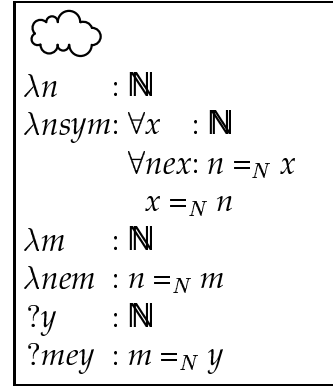 λn : ℕ
λnsym: ∀x : ℕ
∀nex: n =_N x
x =_N n
λm : ℕ
λnem : n =_N m
?y : ℕ
?mey : m =_N y